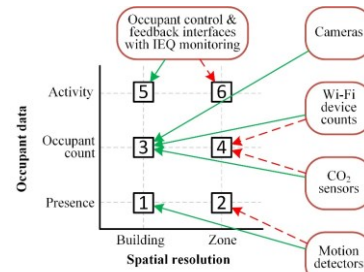 Occupant control &
feedback interfaces
with IEQ monitoring
Cameras
Wi-Fi
device
counts
CO₂
sensors
Motion
detectors
Occupant data
Activity
Occupant
count
Presence
5
6
3
4
1
2
Building
Zone
Spatial resolution